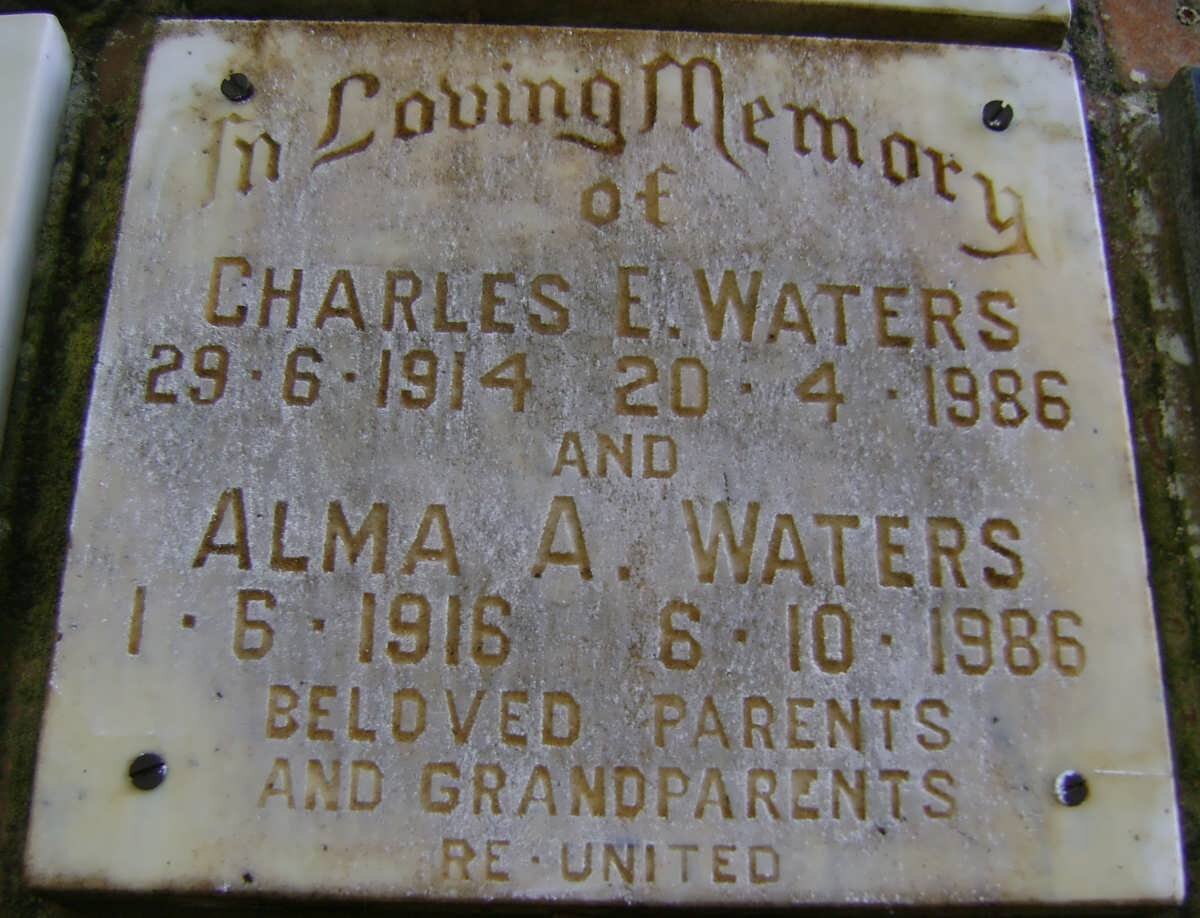 In Loving Memory
of
CHARLES E. WATERS
29·6·1914 20·4·1986
AND
ALMA A. WATERS
1·6·1916 6·10·1986
BELOVED PARENTS
AND GRANDPARENTS
RE·UNITED